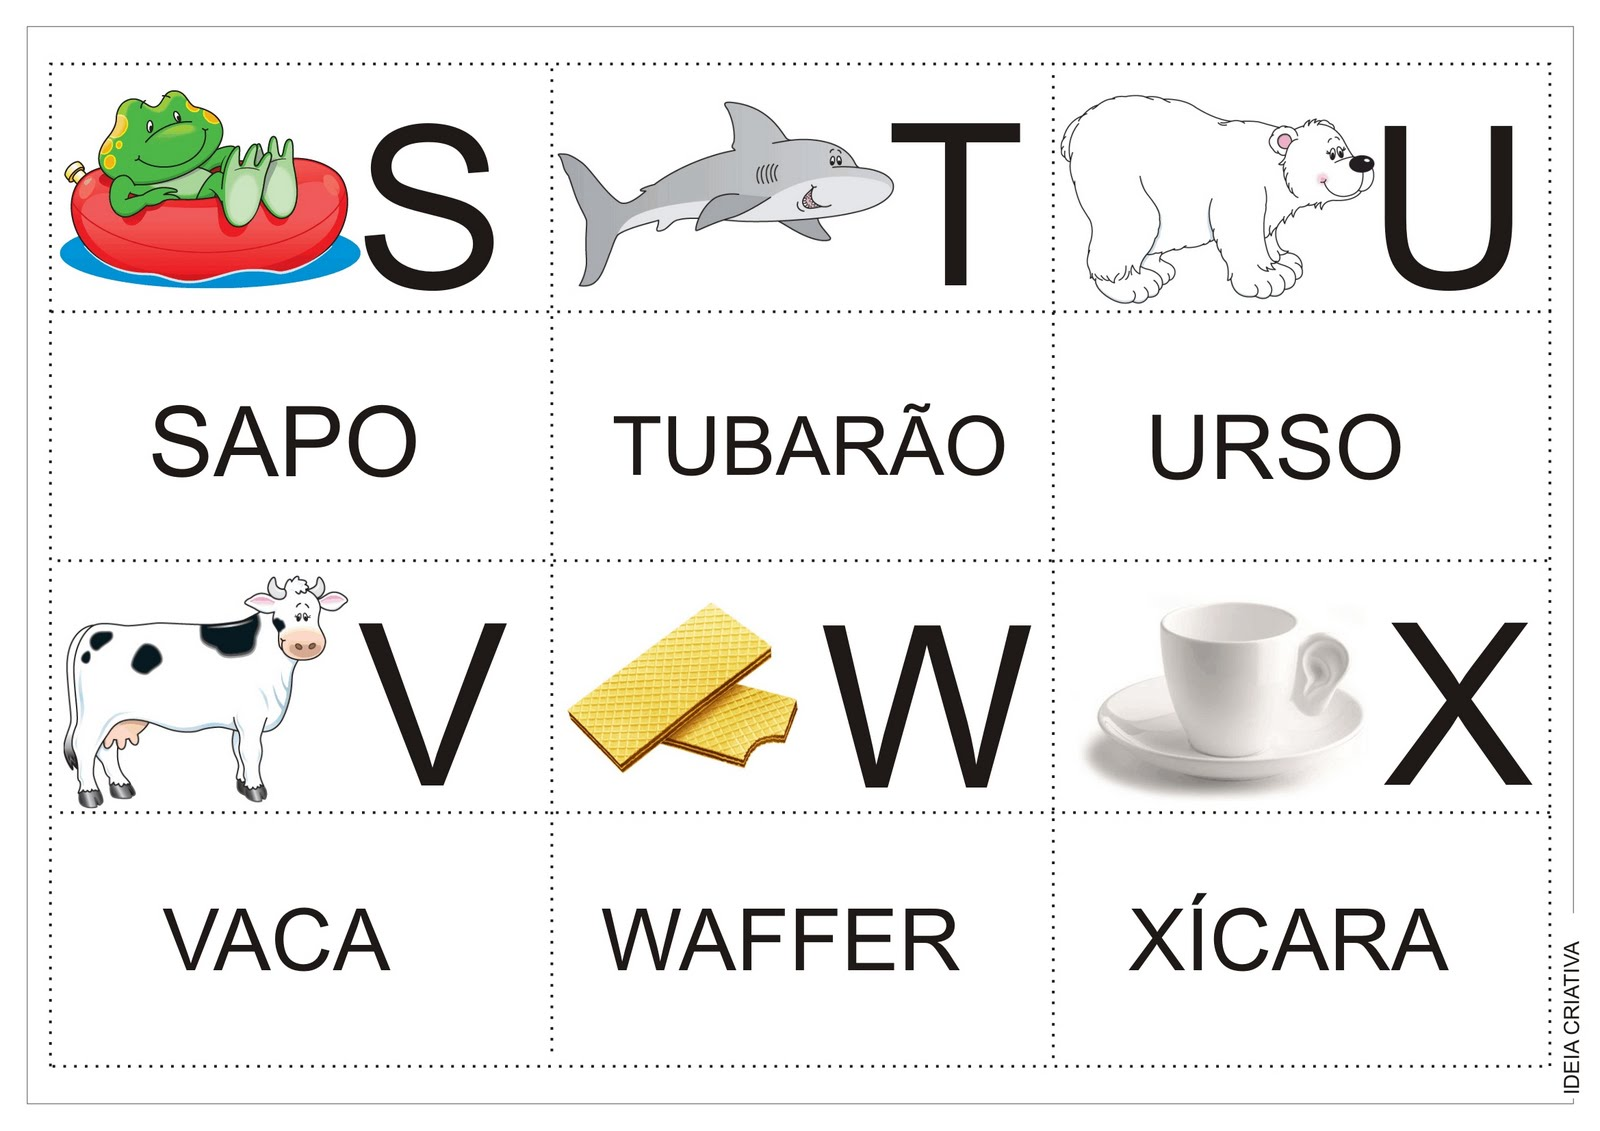 S
T
U
SAPO
TUBARÃO
URSO
V
W
X
VACA
WAFFER
XÍCARA
IDEIA CRIATIVA